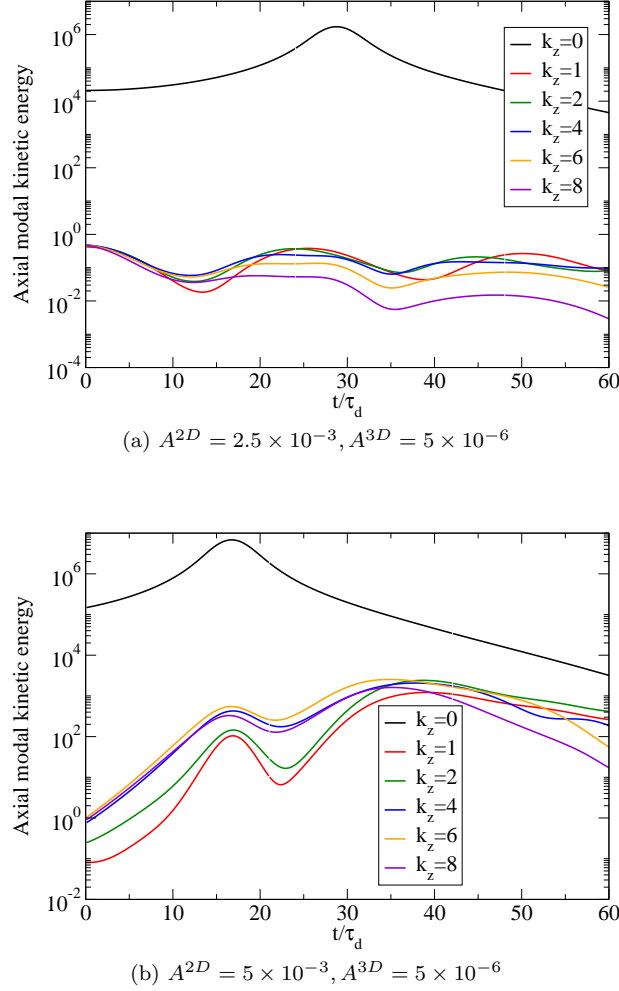 10^6
10^4
10^2
10^0
10^-2
10^-4
Axial modal kinetic energy
k_z=0
k_z=1
k_z=2
k_z=4
k_z=6
k_z=8
0 10 20 30 40 50 60
t/τ_d
(a) A^{2D} = 2.5 × 10^{-3}, A^{3D} = 5 × 10^{-6}
10^6
10^4
10^2
10^0
10^-2
Axial modal kinetic energy
k_z=0
k_z=1
k_z=2
k_z=4
k_z=6
k_z=8
0 10 20 30 40 50 60
t/τ_d
(b) A^{2D} = 5 × 10^{-3}, A^{3D} = 5 × 10^{-6}